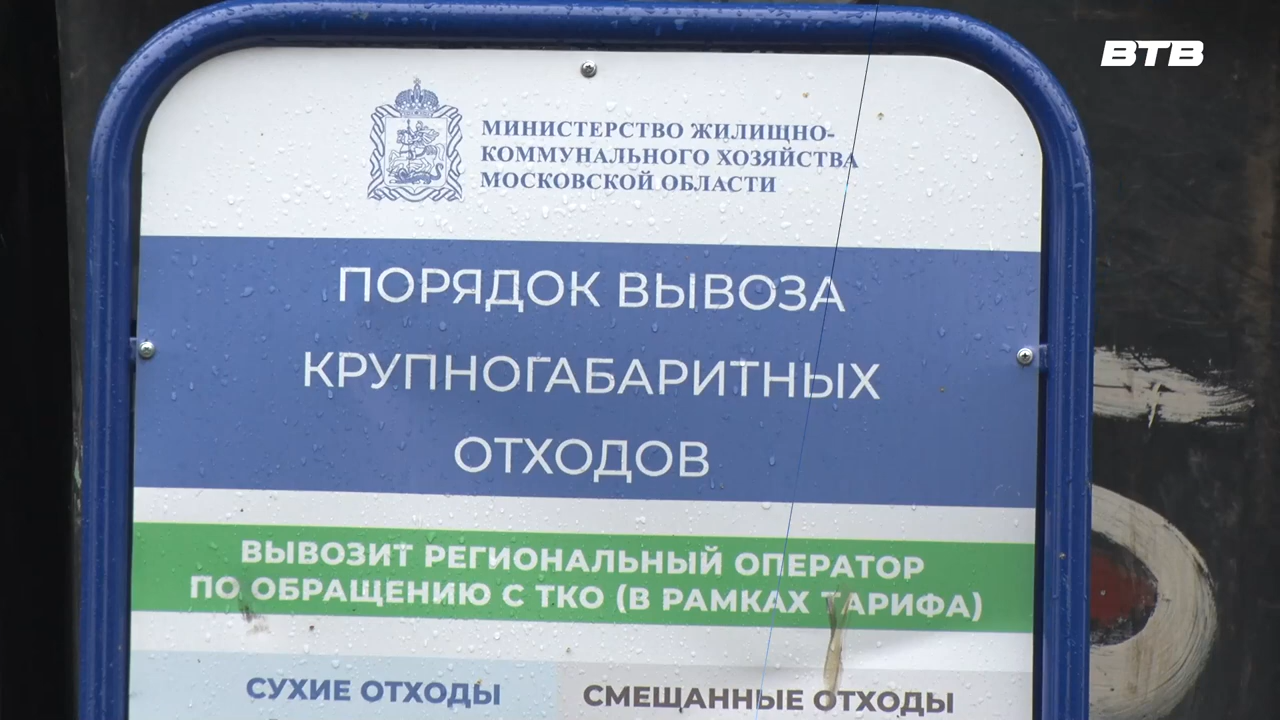 ВТВ
МИНИСТЕРСТВО ЖИЛИЩНО-
КОММУНАЛЬНОГО ХОЗЯЙСТВА
МОСКОВСКОЙ ОБЛАСТИ
ПОРЯДОК ВЫВОЗА
КРУПНОГАБАРИТНЫХ
ОТХОДОВ
ВЫВОЗИТ РЕГИОНАЛЬНЫЙ ОПЕРАТОР
ПО ОБРАЩЕНИЮ С ТКО (В РАМКАХ ТАРИФА)
СУХИЕ ОТХОДЫ
СМЕЩАННЫЕ ОТХОДЫ